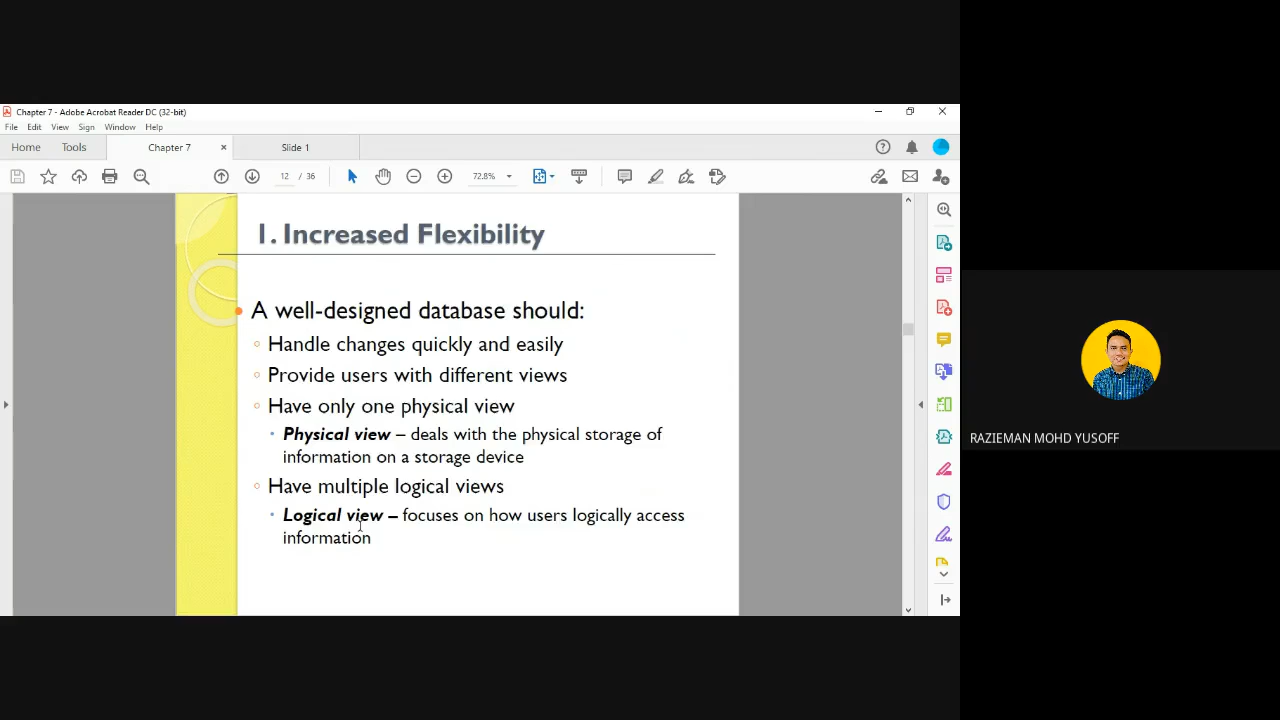 Chapter 7 - Adobe Acrobat Reader DC (32-bit)
File Edit View Sign Window Help
Home Tools Chapter 7 × Slide 1
12 / 36 72.8%
1. Increased Flexibility
A well-designed database should:
Handle changes quickly and easily
Provide users with different views
Have only one physical view
Physical view – deals with the physical storage of
information on a storage device
Have multiple logical views
Logical view – focuses on how users logically access
information
RAZIEMAN MOHD YUSOFF